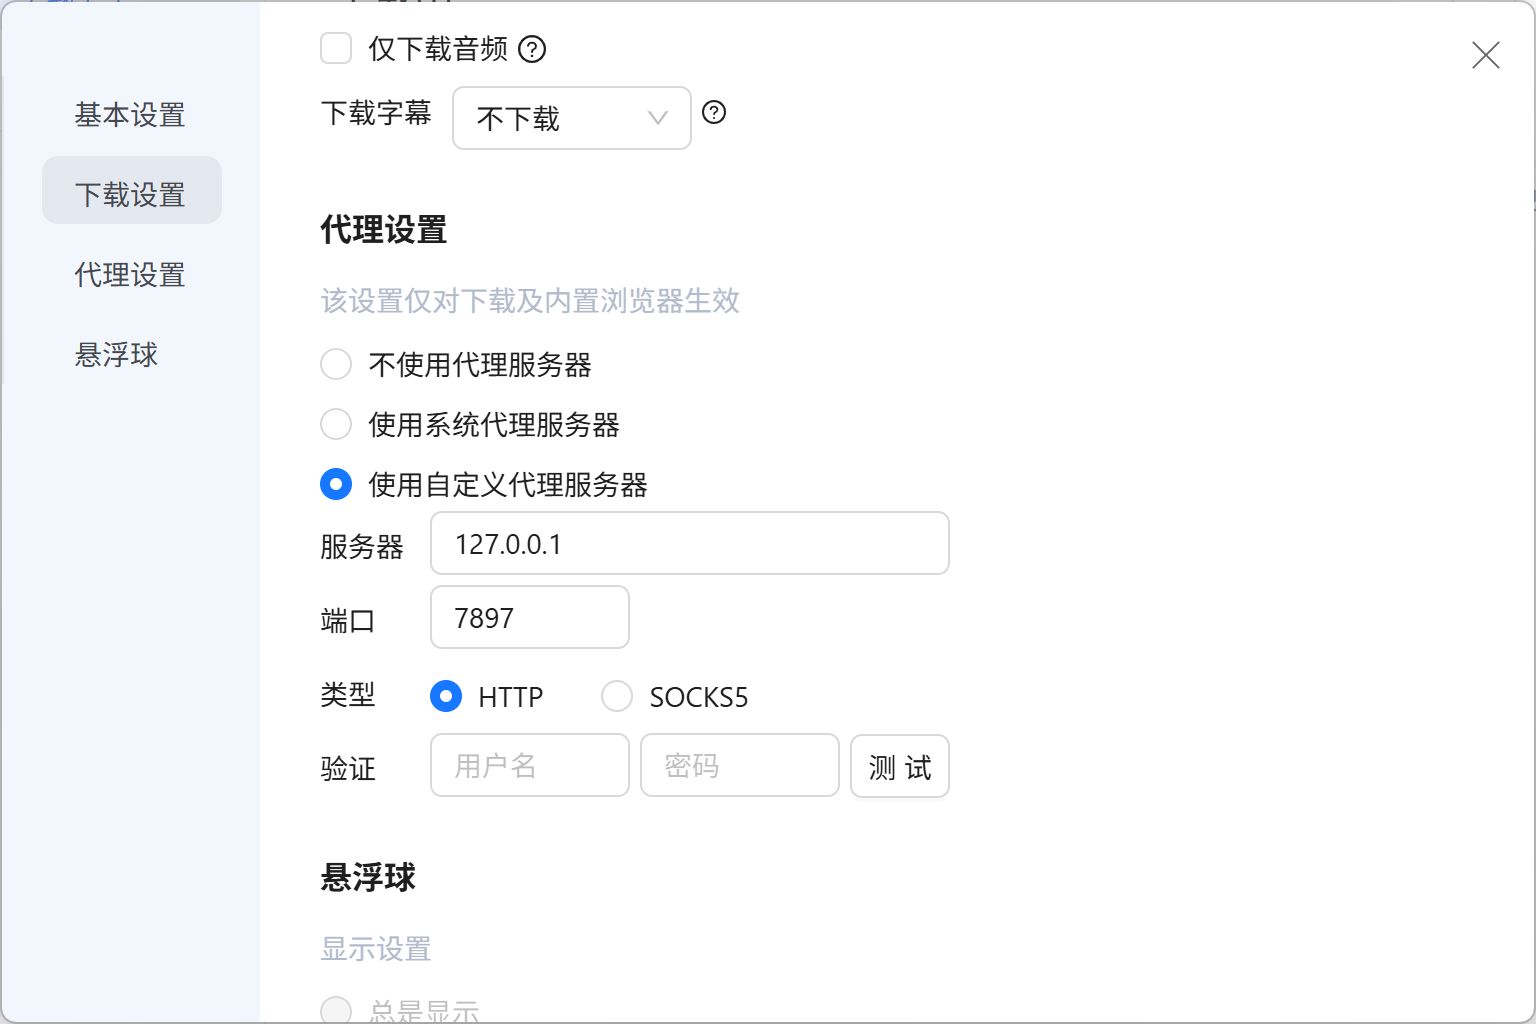 基本设置
下载设置
代理设置
悬浮球
仅下载音频
下载字幕 不下载
代理设置
该设置仅对下载及内置浏览器生效
不使用代理服务器
使用系统代理服务器
使用自定义代理服务器
服务器 127.0.0.1
端口 7897
类型 HTTP SOCKS5
验证 用户名 密码 测 试
悬浮球
显示设置
总是显示